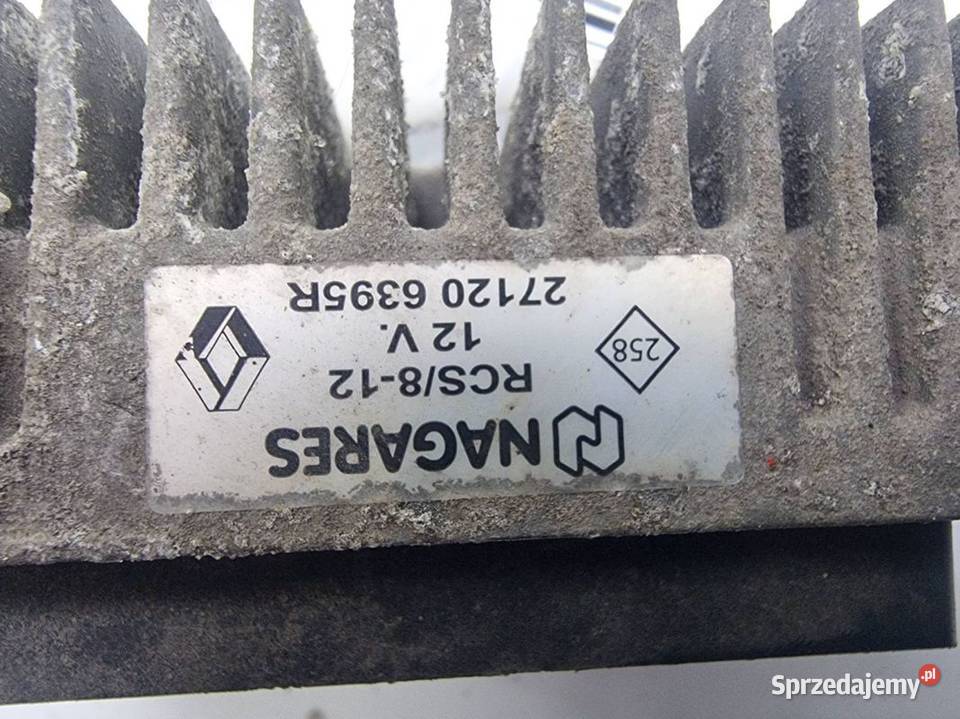 NAGARES
RCS/8-12
12 V.
27120 6395R
258
Sprzedajemy.pl